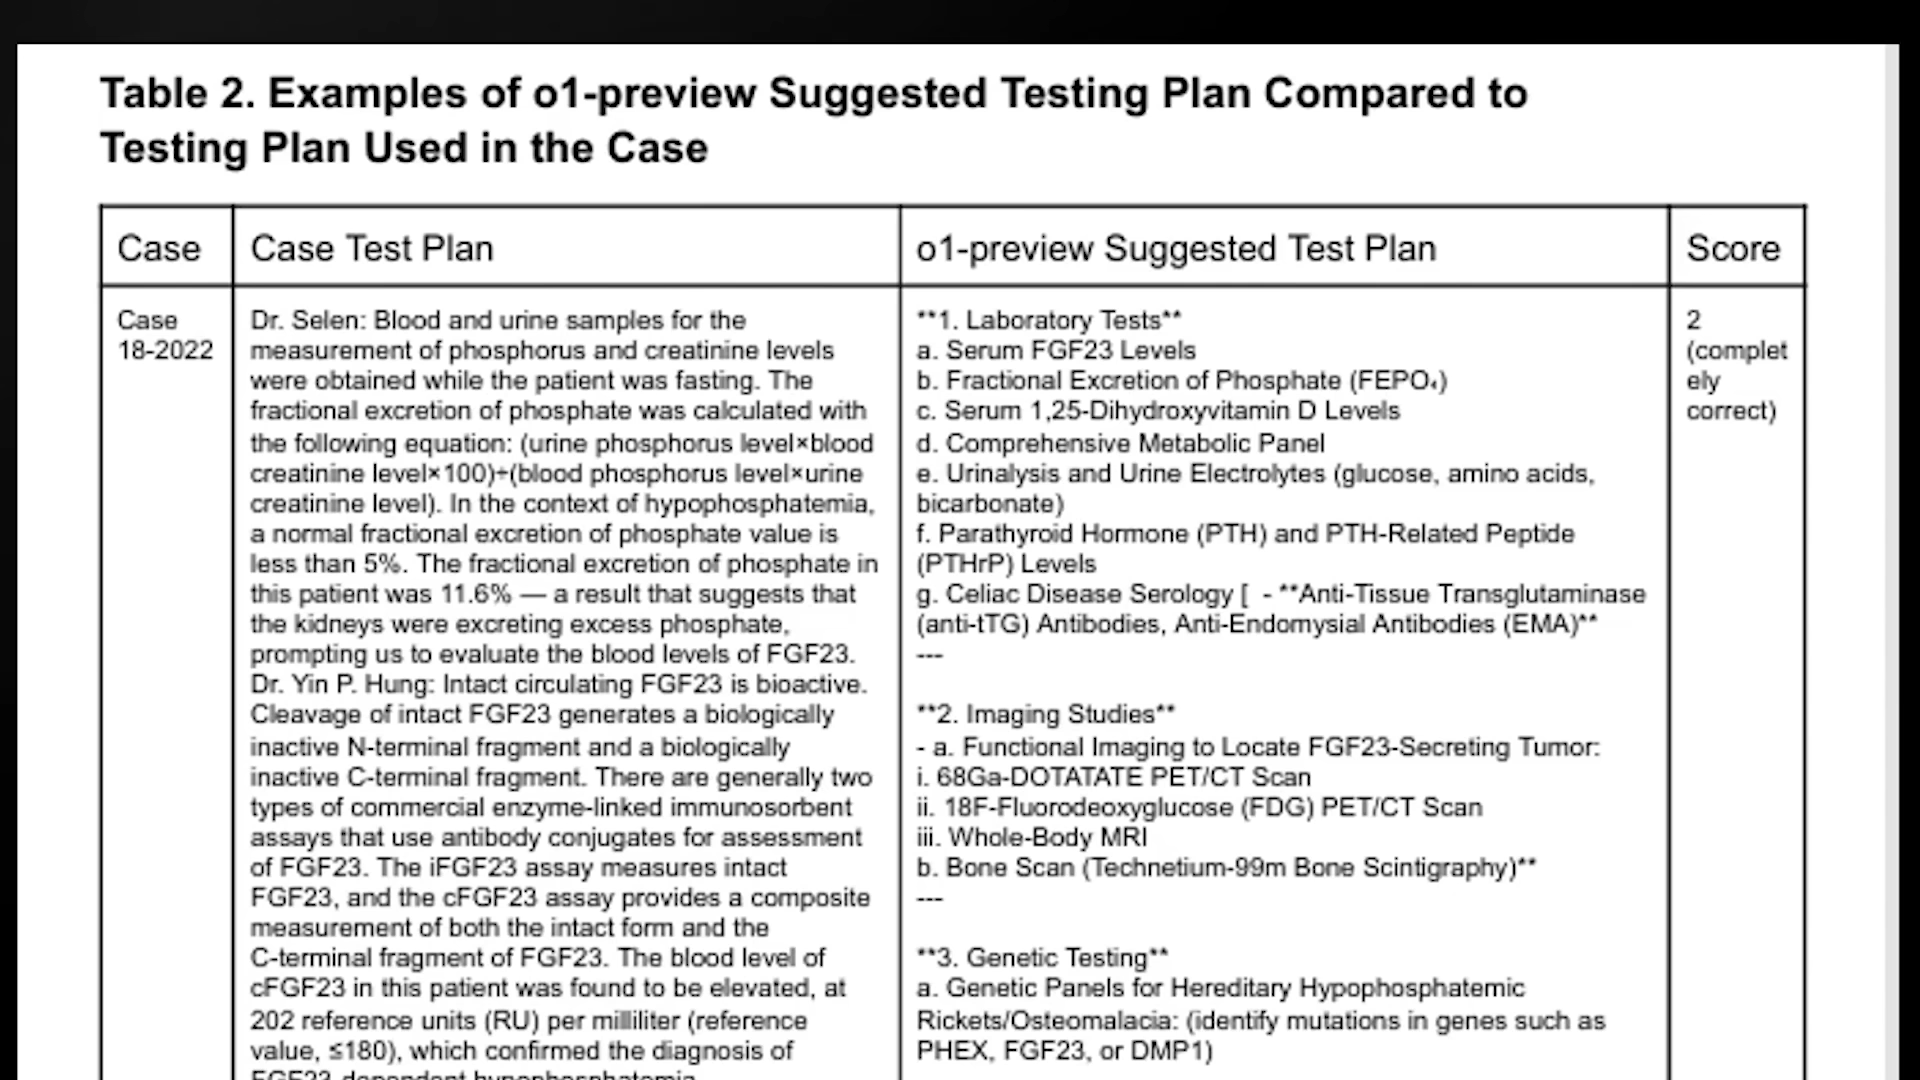 Table 2. Examples of o1-preview Suggested Testing Plan Compared to
Testing Plan Used in the Case
Case
Case Test Plan
o1-preview Suggested Test Plan
Score
Case
18-2022
Dr. Selen: Blood and urine samples for the
measurement of phosphorus and creatinine levels
were obtained while the patient was fasting. The
fractional excretion of phosphate was calculated with
the following equation: (urine phosphorus level×blood
creatinine level×100)÷(blood phosphorus level×urine
creatinine level). In the context of hypophosphatemia,
a normal fractional excretion of phosphate value is
less than 5%. The fractional excretion of phosphate in
this patient was 11.6% — a result that suggests that
the kidneys were excreting excess phosphate,
prompting us to evaluate the blood levels of FGF23.
Dr. Yin P. Hung: Intact circulating FGF23 is bioactive.
Cleavage of intact FGF23 generates a biologically
inactive N-terminal fragment and a biologically
inactive C-terminal fragment. There are generally two
types of commercial enzyme-linked immunosorbent
assays that use antibody conjugates for assessment
of FGF23. The iFGF23 assay measures intact
FGF23, and the cFGF23 assay provides a composite
measurement of both the intact form and the
C-terminal fragment of FGF23. The blood level of
cFGF23 in this patient was found to be elevated, at
202 reference units (RU) per milliliter (reference
value, ≤180), which confirmed the diagnosis of
FGF23-dependent hypophosphatemia
**1. Laboratory Tests**
a. Serum FGF23 Levels
b. Fractional Excretion of Phosphate (FEPO₄)
c. Serum 1,25-Dihydroxyvitamin D Levels
d. Comprehensive Metabolic Panel
e. Urinalysis and Urine Electrolytes (glucose, amino acids,
bicarbonate)
f. Parathyroid Hormone (PTH) and PTH-Related Peptide
(PTHrP) Levels
g. Celiac Disease Serology [  - **Anti-Tissue Transglutaminase
(anti-tTG) Antibodies, Anti-Endomysial Antibodies (EMA)**
---
**2. Imaging Studies**
- a. Functional Imaging to Locate FGF23-Secreting Tumor:
i. 68Ga-DOTATATE PET/CT Scan
ii. 18F-Fluorodeoxyglucose (FDG) PET/CT Scan
iii. Whole-Body MRI
b. Bone Scan (Technetium-99m Bone Scintigraphy)**
---
**3. Genetic Testing**
a. Genetic Panels for Hereditary Hypophosphatemic
Rickets/Osteomalacia: (identify mutations in genes such as
PHEX, FGF23, or DMP1)
2
(complet
ely
correct)